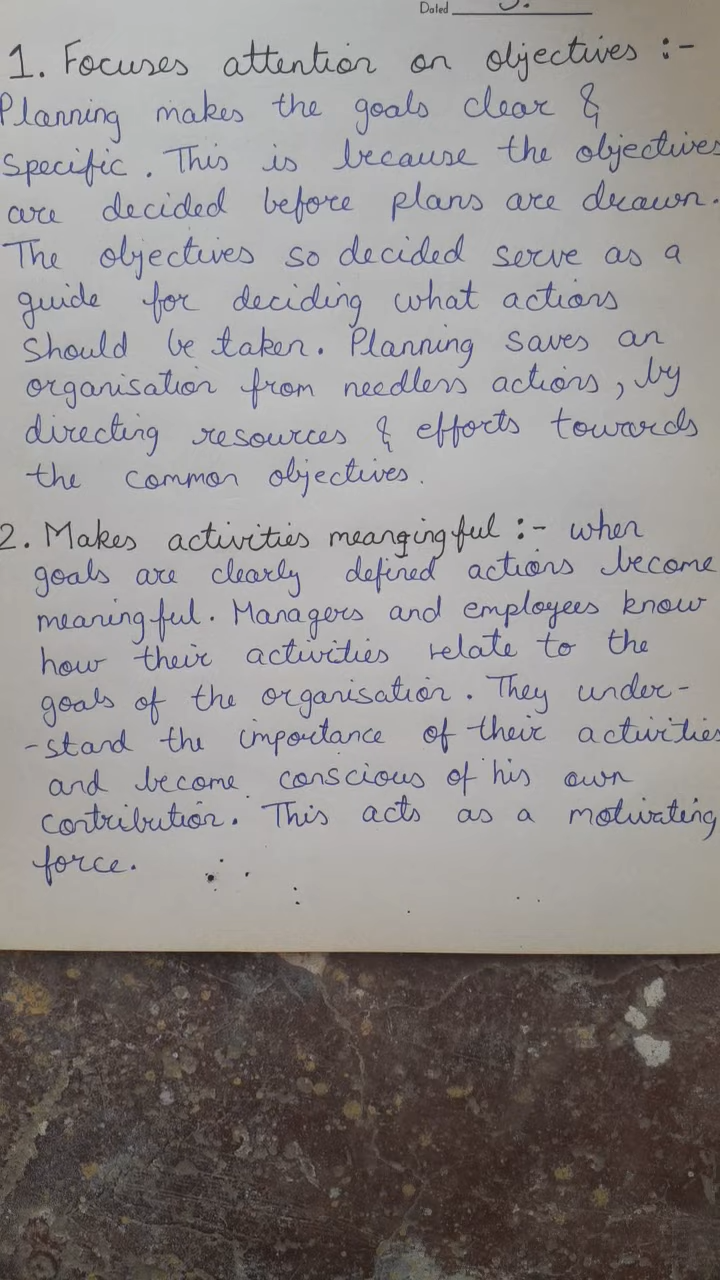 Dated
1. Focuses attention on objectives :-
Planning makes the goals clear &
Specific. This is because the objectives
are decided before plans are drawn.
The objectives so decided serve as a
guide for deciding what actions
should be taken. Planning saves an
organisation from needless actions, by
directing resources & efforts towards
the common objectives.
2. Makes activities meangingful :- when
goals are clearly defined actions become
meaningful. Managers and employees know
how their activities relate to the
goals of the organisation. They under-
-stand the importance of their activities
and become conscious of his own
contribution. This acts as a motivating
force.